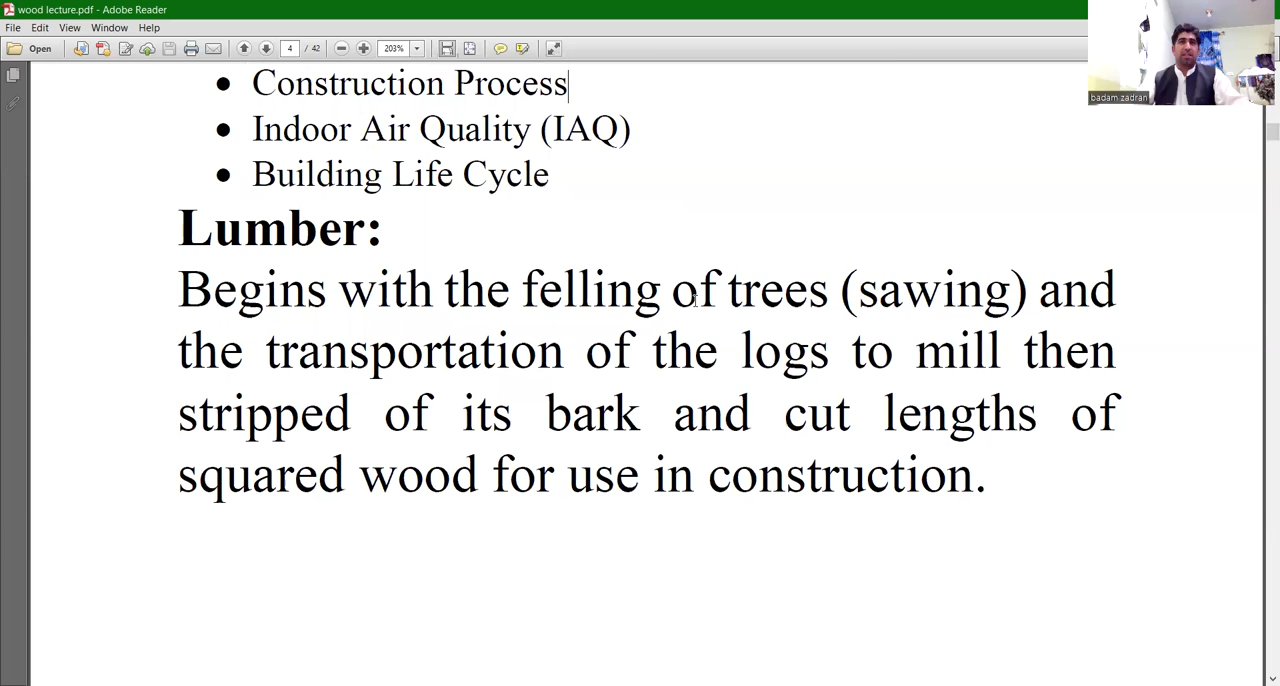 wood lecture.pdf - Adobe Reader
File Edit View Window Help
Open 4 / 42 203%
badam zadran
• Construction Process
• Indoor Air Quality (IAQ)
• Building Life Cycle
Lumber:
Begins with the felling of trees (sawing) and
the transportation of the logs to mill then
stripped of its bark and cut lengths of
squared wood for use in construction.